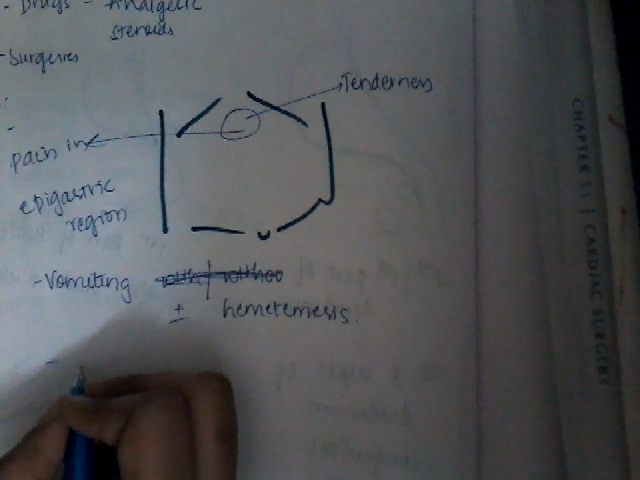 - Drugs - Analgesic
steroids
- Surgeries
Tenderness
pain in
epigastric
region
- Vomiting
± hemetemesis.
CHAPTER 51 | CARDIAC SURGERY